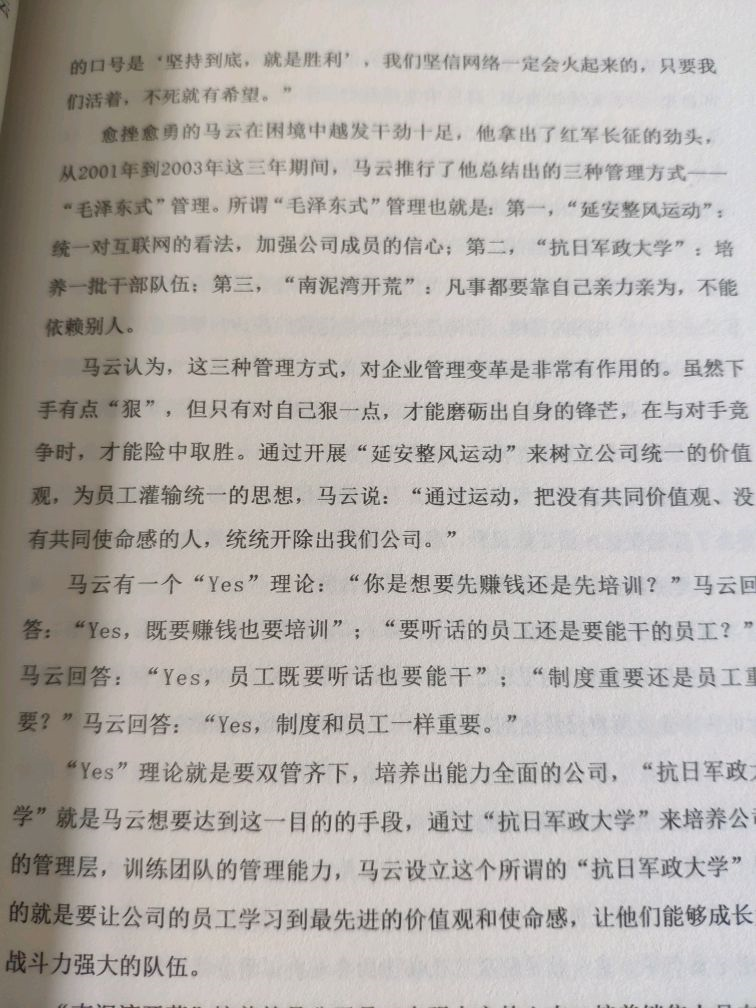 的口号是‘坚持到底，就是胜利’，我们坚信网络一定会火起来的，只要我
们活着，不死就有希望。”
愈挫愈勇的马云在困境中越发干劲十足，他拿出了红军长征的劲头，
从2001年到2003年这三年期间，马云推行了他总结出的三种管理方式——
“毛泽东式”管理。所谓“毛泽东式”管理也就是：第一，“延安整风运动”：
统一对互联网的看法，加强公司成员的信心；第二，“抗日军政大学”：培
养一批干部队伍；第三，“南泥湾开荒”：凡事都要靠自己亲力亲为，不能
依赖别人。
马云认为，这三种管理方式，对企业管理变革是非常有作用的。虽然下
手有点“狠”，但只有对自己狠一点，才能磨砺出自身的锋芒，在与对手竞
争时，才能险中取胜。通过开展“延安整风运动”来树立公司统一的价值
观，为员工灌输统一的思想，马云说：“通过运动，把没有共同价值观、没
有共同使命感的人，统统开除出我们公司。”
马云有一个“Yes”理论：“你是想要先赚钱还是先培训？”马云回
答：“Yes，既要赚钱也要培训”；“要听话的员工还是要能干的员工？”
马云回答：“Yes，员工既要听话也要能干”；“制度重要还是员工重
要？”马云回答：“Yes，制度和员工一样重要。”
“Yes”理论就是要双管齐下，培养出能力全面的公司，“抗日军政大
学”就是马云想要达到这一目的的手段，通过“抗日军政大学”来培养公司
的管理层，训练团队的管理能力，马云设立这个所谓的“抗日军政大学”
的就是要让公司的员工学习到最先进的价值观和使命感，让他们能够成长
战斗力强大的队伍。